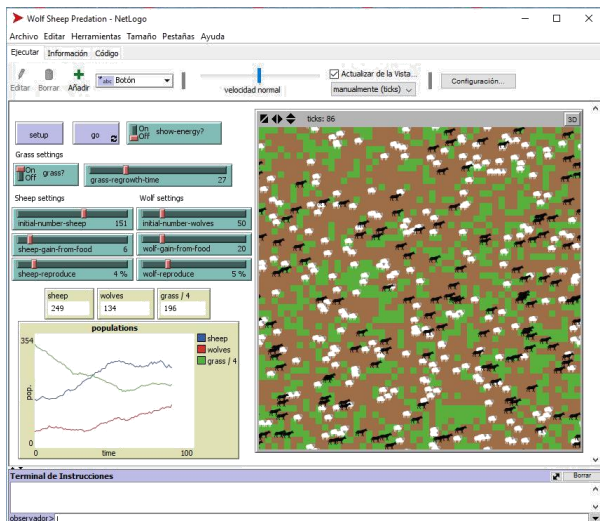 Wolf Sheep Predation - NetLogo
Archivo Editar Herramientas Tamaño Pestañas Ayuda
Ejecutar Información Código
Editar Borrar Añadir abc Botón
velocidad normal
Actualizar de la Vista...
manualmente (ticks)
Configuración...
setup go On Off show-energy?
ticks: 86 3D
Grass settings
On Off grass? grass-regrowth-time 27
Sheep settings Wolf settings
initial-number-sheep 151 initial-number-wolves 50
sheep-gain-from-food 6 wolf-gain-from-food 20
sheep-reproduce 4 % wolf-reproduce 5 %
sheep wolves grass / 4
249 134 196
populations
354
pop.
0
0 time 100
sheep
wolves
grass / 4
Terminal de Instrucciones Borrar
observador>